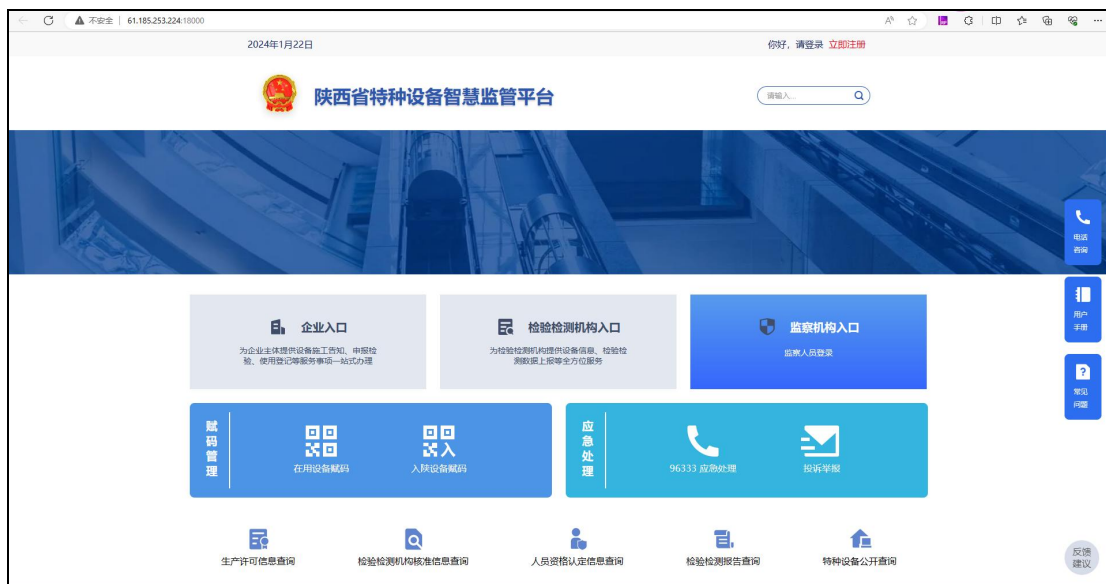 不安全 | 61.185.253.224:18000
2024年1月22日
你好，请登录 立即注册
陕西省特种设备智慧监管平台
请输入...
电话
咨询
用户
手册
常见
问题
企业入口
为企业主体提供设备施工告知、申报检
验、使用登记等服务事项一站式办理
检验检测机构入口
为检验检测机构提供设备信息、检验检
测数据上报等全方位服务
监察机构入口
监察人员登录
赋码管理
在用设备赋码
入陕设备赋码
应急处理
96333 应急处理
投诉举报
生产许可信息查询
检验检测机构核准信息查询
人员资格认定信息查询
检验检测报告查询
特种设备公开查询
反馈
建议